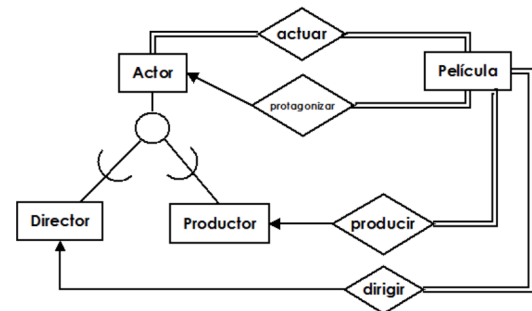 actuar
Actor
Película
protagonizar
Director
Productor
producir
dirigir